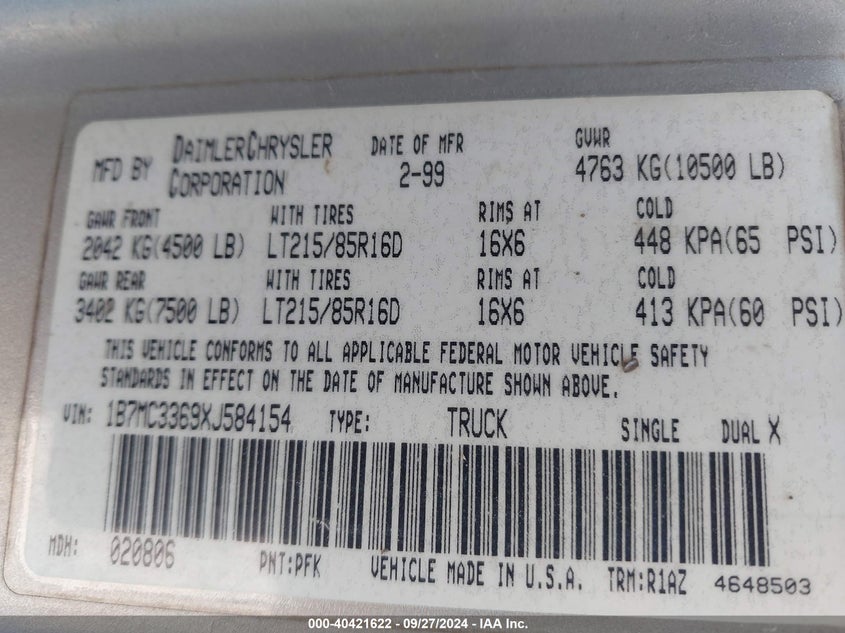 MFD BY DAIMLERCHRYSLER CORPORATION DATE OF MFR 2-99 GVWR 4763 KG(10500 LB)
GAWR FRONT WITH TIRES RIMS AT COLD
2042 KG(4500 LB) LT215/85R16D 16X6 448 KPA(65 PSI)
GAWR REAR WITH TIRES RIMS AT COLD
3402 KG(7500 LB) LT215/85R16D 16X6 413 KPA(60 PSI)
THIS VEHICLE CONFORMS TO ALL APPLICABLE FEDERAL MOTOR VEHICLE SAFETY
STANDARDS IN EFFECT ON THE DATE OF MANUFACTURE SHOWN ABOVE.
VIN: 1B7MC3369XJ584154 TYPE: TRUCK SINGLE DUAL X
MDH: 020806 PNT:PFK VEHICLE MADE IN U.S.A. TRM:R1AZ 4648503
000-40421622 - 09/27/2024 - IAA Inc.